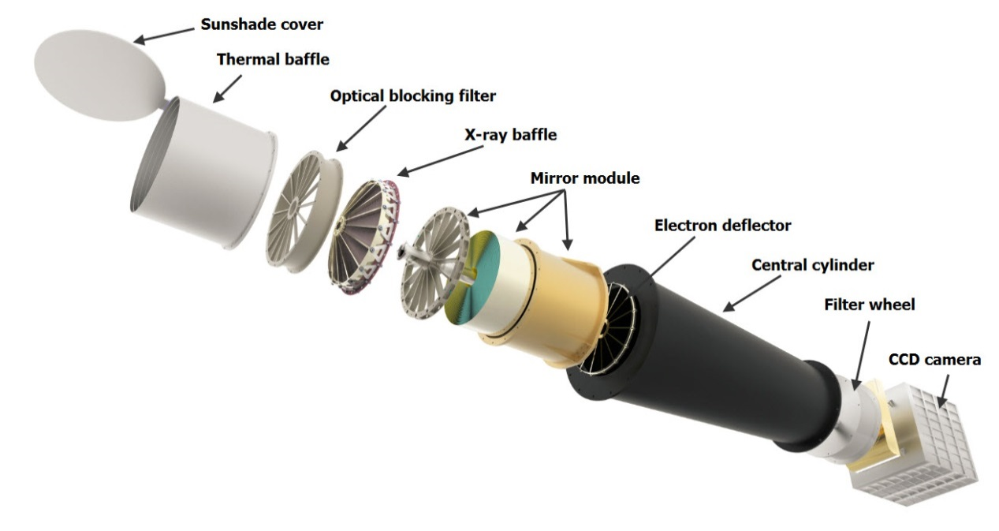 Sunshade cover
Thermal baffle
Optical blocking filter
X-ray baffle
Mirror module
Electron deflector
Central cylinder
Filter wheel
CCD camera